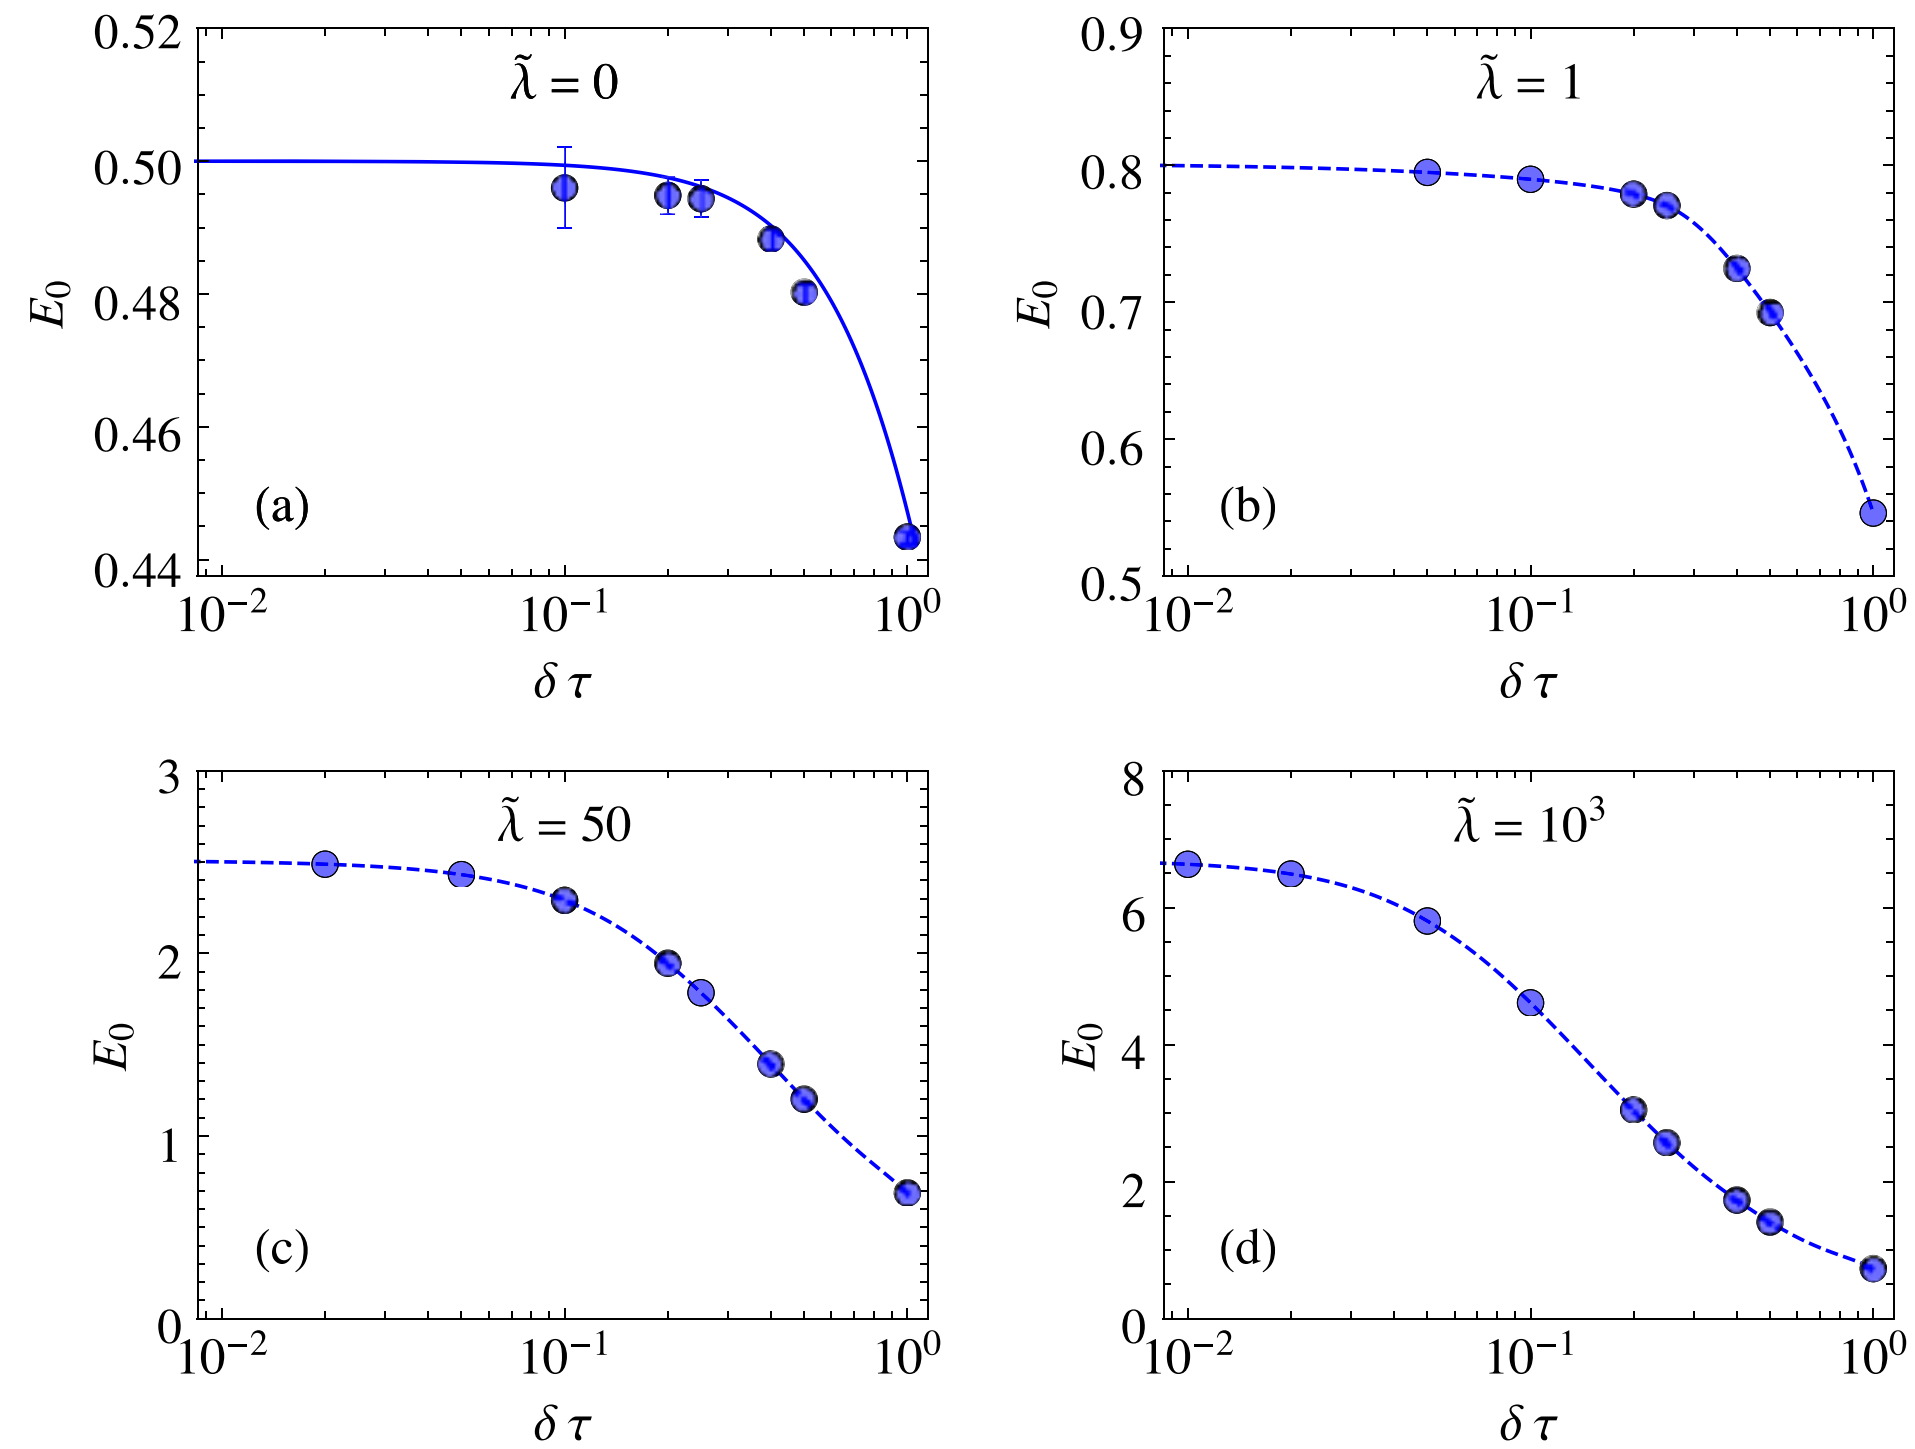 0.52
0.50
0.48
0.46
0.44
E₀
λ̃ = 0
(a)
10⁻² 10⁻¹ 10⁰
δ τ
0.9
0.8
0.7
0.6
0.5
E₀
λ̃ = 1
(b)
10⁻² 10⁻¹ 10⁰
δ τ
3
2
1
0
E₀
λ̃ = 50
(c)
10⁻² 10⁻¹ 10⁰
δ τ
8
6
4
2
0
E₀
λ̃ = 10³
(d)
10⁻² 10⁻¹ 10⁰
δ τ